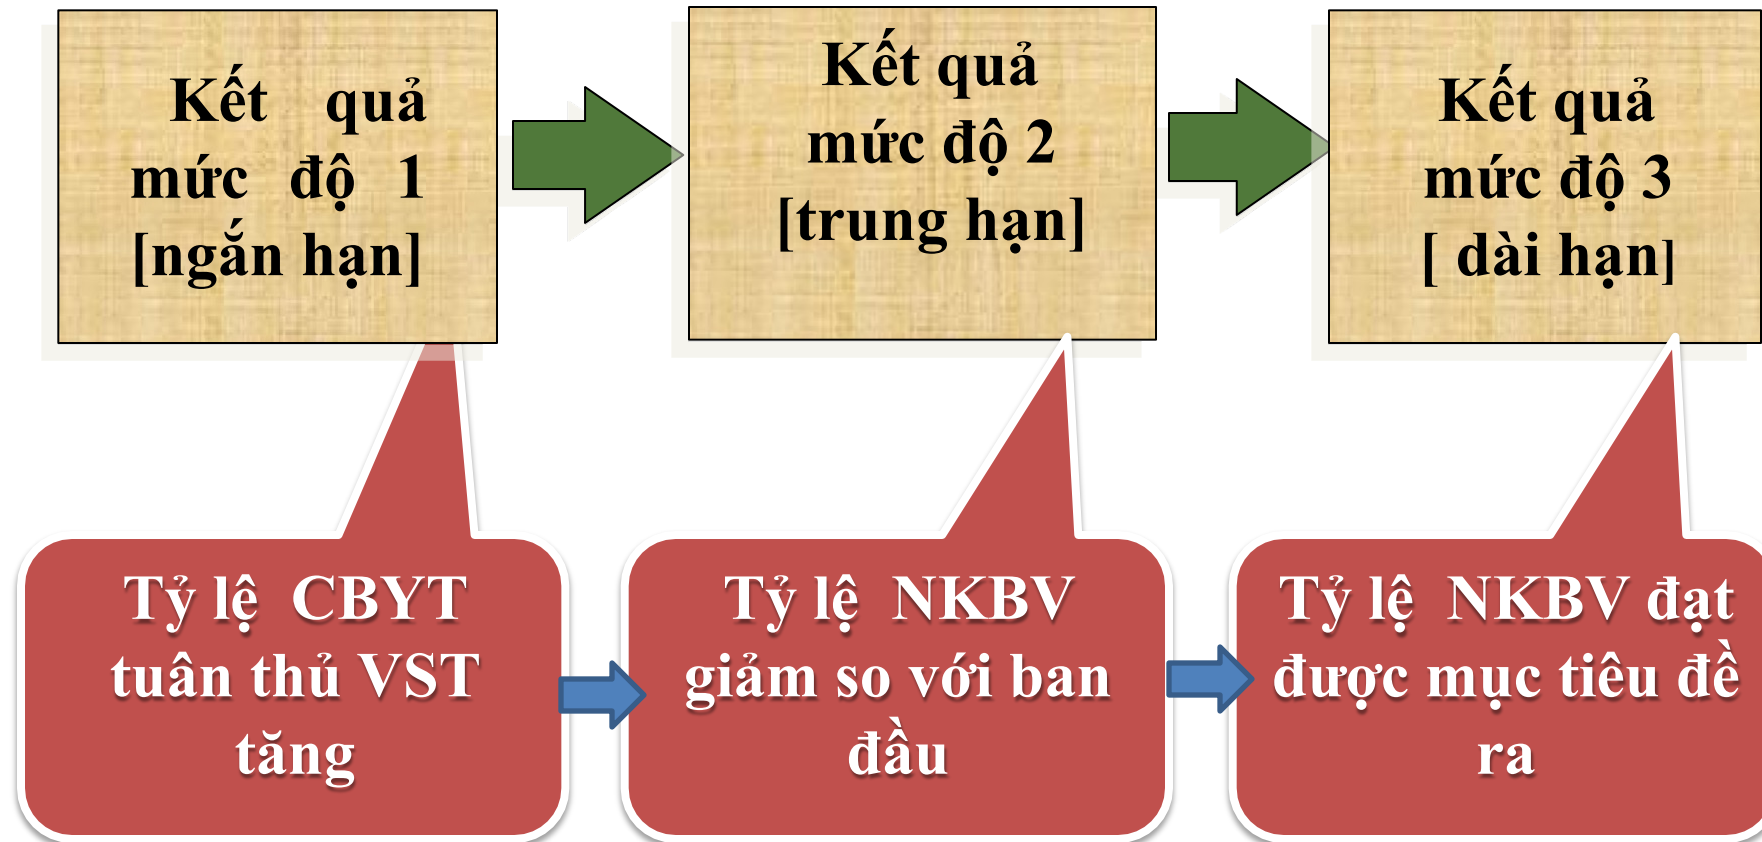 Kết quả
mức độ 1
[ngắn hạn]
Kết quả
mức độ 2
[trung hạn]
Kết quả
mức độ 3
[ dài hạn]
Tỷ lệ CBYT
tuân thủ VST
tăng
Tỷ lệ NKBV
giảm so với ban
đầu
Tỷ lệ NKBV đạt
được mục tiêu đề
ra